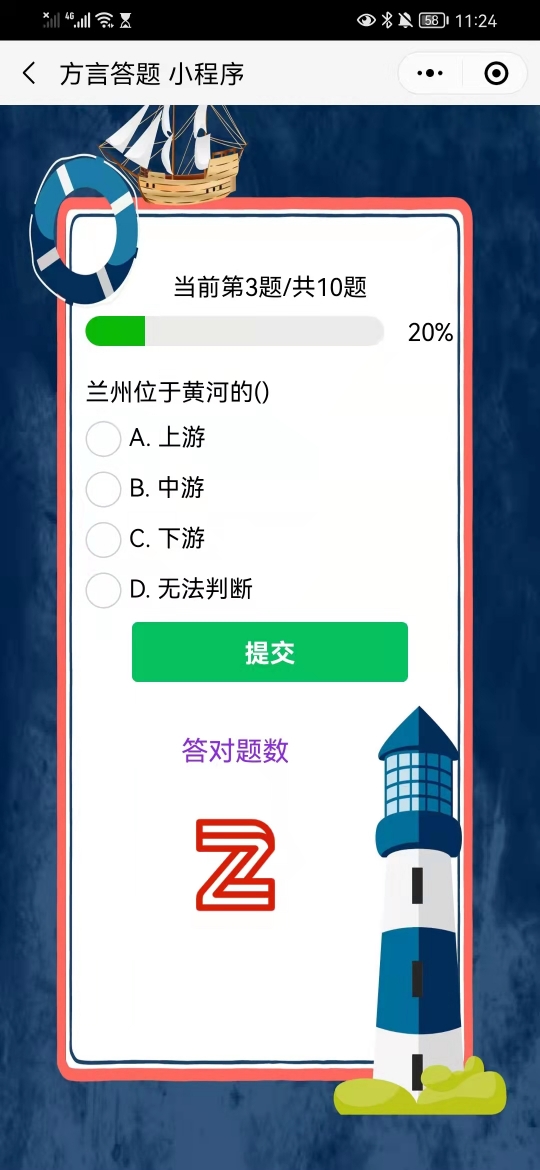 4G 58 11:24
方言答题 小程序
当前第3题/共10题
20%
兰州位于黄河的()
A. 上游
B. 中游
C. 下游
D. 无法判断
提交
答对题数
2